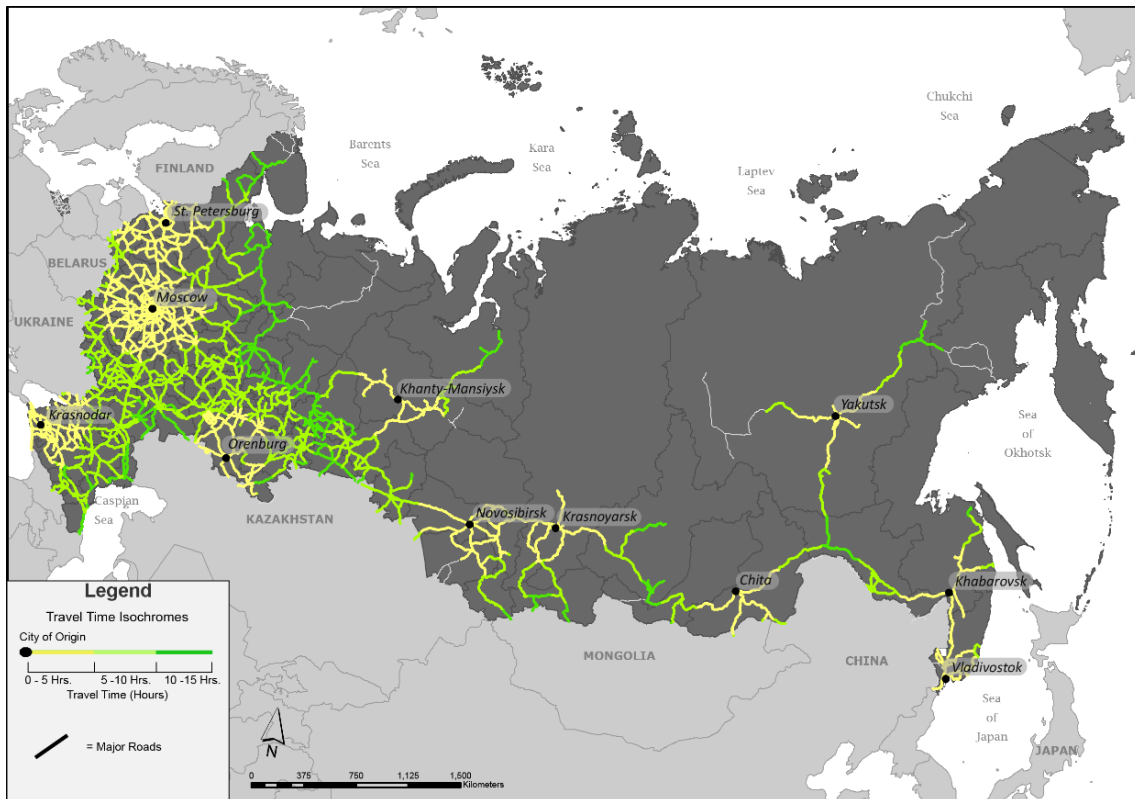 Chukchi
Sea
Barents
Sea
Kara
Sea
Laptev
Sea
FINLAND
St. Petersburg
BELARUS
Moscow
UKRAINE
Khanty-Mansiysk
Yakutsk
Krasnodar
Sea
of
Okhotsk
Orenburg
Caspian
Sea
KAZAKHSTAN
Novosibirsk
Krasnoyarsk
Chita
Khabarovsk
MONGOLIA
CHINA
Vladivostok
Sea
of
Japan
JAPAN
Legend
Travel Time Isochromes
City of Origin
0 - 5 Hrs. 5 -10 Hrs. 10 -15 Hrs.
Travel Time (Hours)
= Major Roads
N
0 375 750 1,125 1,500
Kilometers